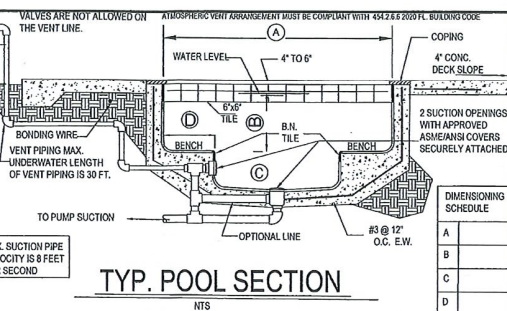 VALVES ARE NOT ALLOWED ON
THE VENT LINE.
ATMOSPHERIC VENT ARRANGEMENT MUST BE COMPLIANT WITH 454.2.6.6 2020 FL. BUILDING CODE
A
COPING
WATER LEVEL
4" TO 6"
4" CONC.
DECK SLOPE
6"x6"
TILE
D
B
B.N.
TILE
2 SUCTION OPENINGS
WITH APPROVED
ASME/ANSI COVERS
SECURELY ATTACHED
BONDING WIRE
BENCH
BENCH
VENT PIPING MAX.
UNDERWATER LENGTH
OF VENT PIPING IS 30 FT.
C
DIMENSIONING
SCHEDULE
TO PUMP SUCTION
OPTIONAL LINE
#3 @ 12"
O.C. E.W.
A
B
C
D
X. SUCTION PIPE
OCITY IS 8 FEET
SECOND
TYP. POOL SECTION
NTS